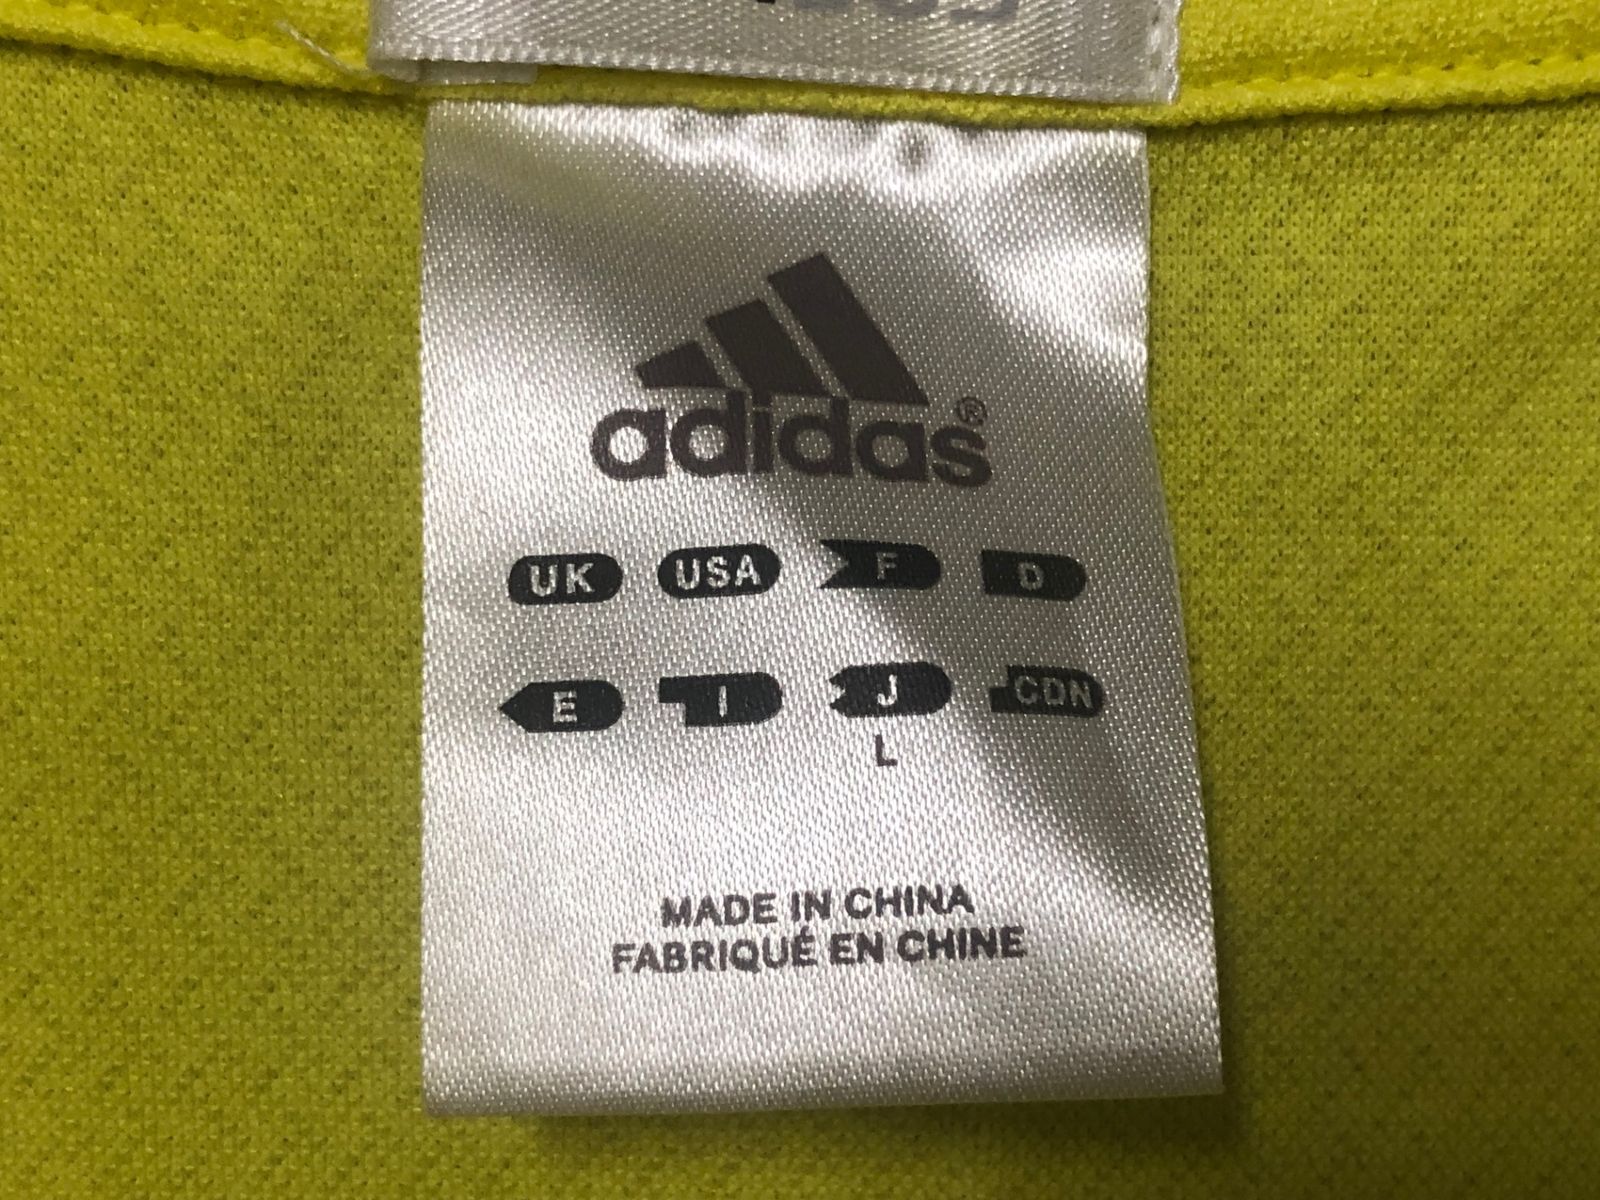 adidas®
UK USA F D
E I J CDN
L
MADE IN CHINA
FABRIQUÉ EN CHINE